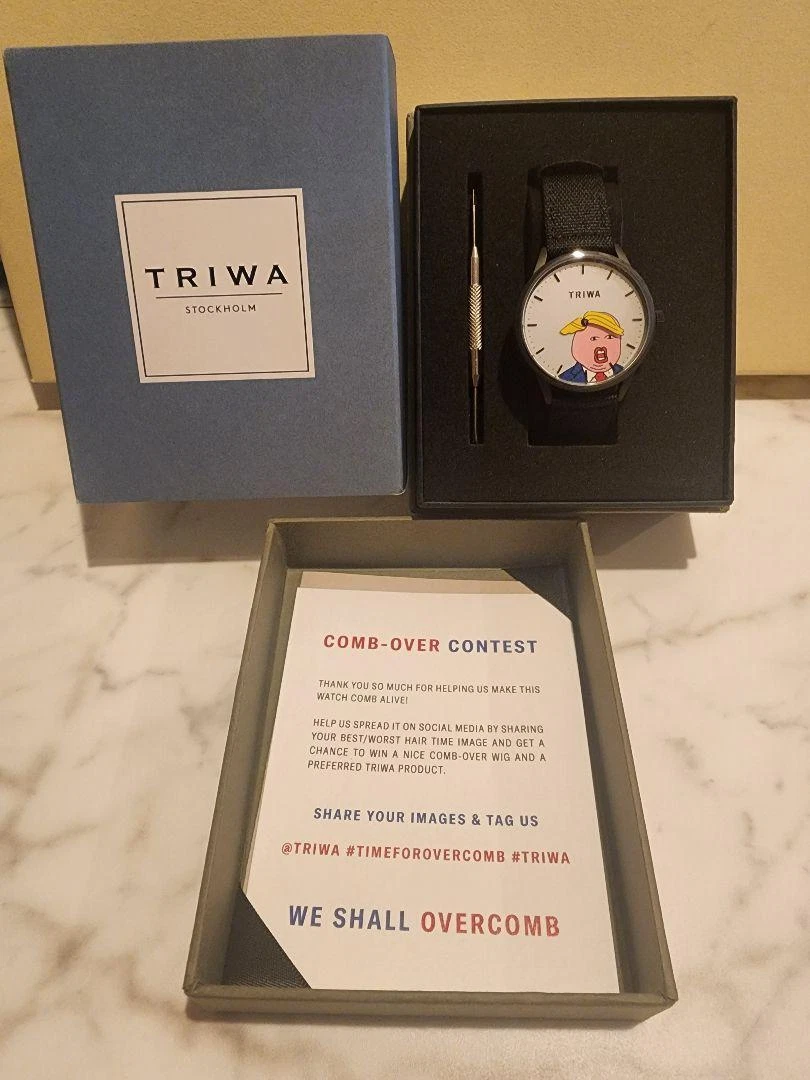 TRIWA
STOCKHOLM
TRIWA
COMB-OVER CONTEST
THANK YOU SO MUCH FOR HELPING US MAKE THIS
WATCH COMB ALIVE!
HELP US SPREAD IT ON SOCIAL MEDIA BY SHARING
YOUR BEST/WORST HAIR TIME IMAGE AND GET A
CHANCE TO WIN A NICE COMB-OVER WIG AND A
PREFERRED TRIWA PRODUCT.
SHARE YOUR IMAGES & TAG US
@TRIWA #TIMEFOROVERCOMB #TRIWA
WE SHALL OVERCOMB